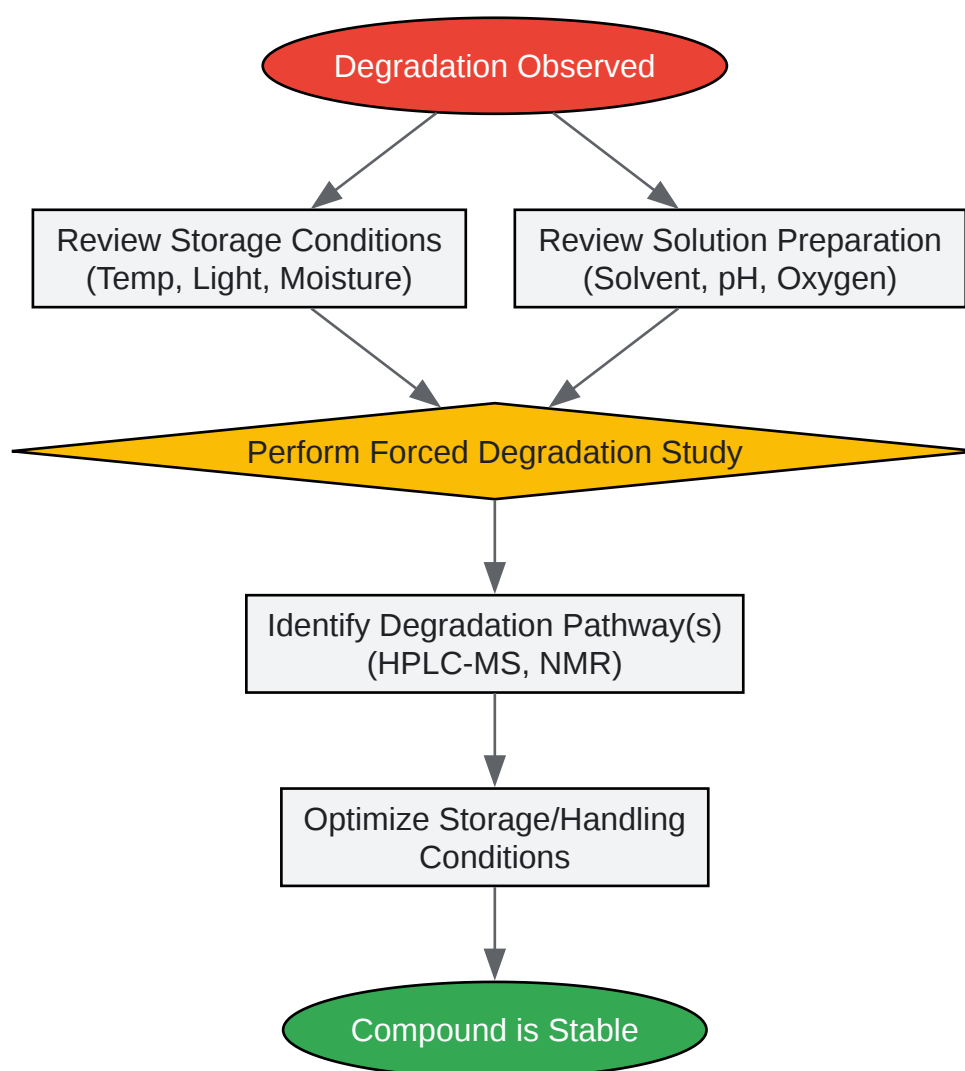 Degradation Observed
Review Storage Conditions
(Temp, Light, Moisture)
Review Solution Preparation
(Solvent, pH, Oxygen)
Perform Forced Degradation Study
Identify Degradation Pathway(s)
(HPLC-MS, NMR)
Optimize Storage/Handling
Conditions
Compound is Stable